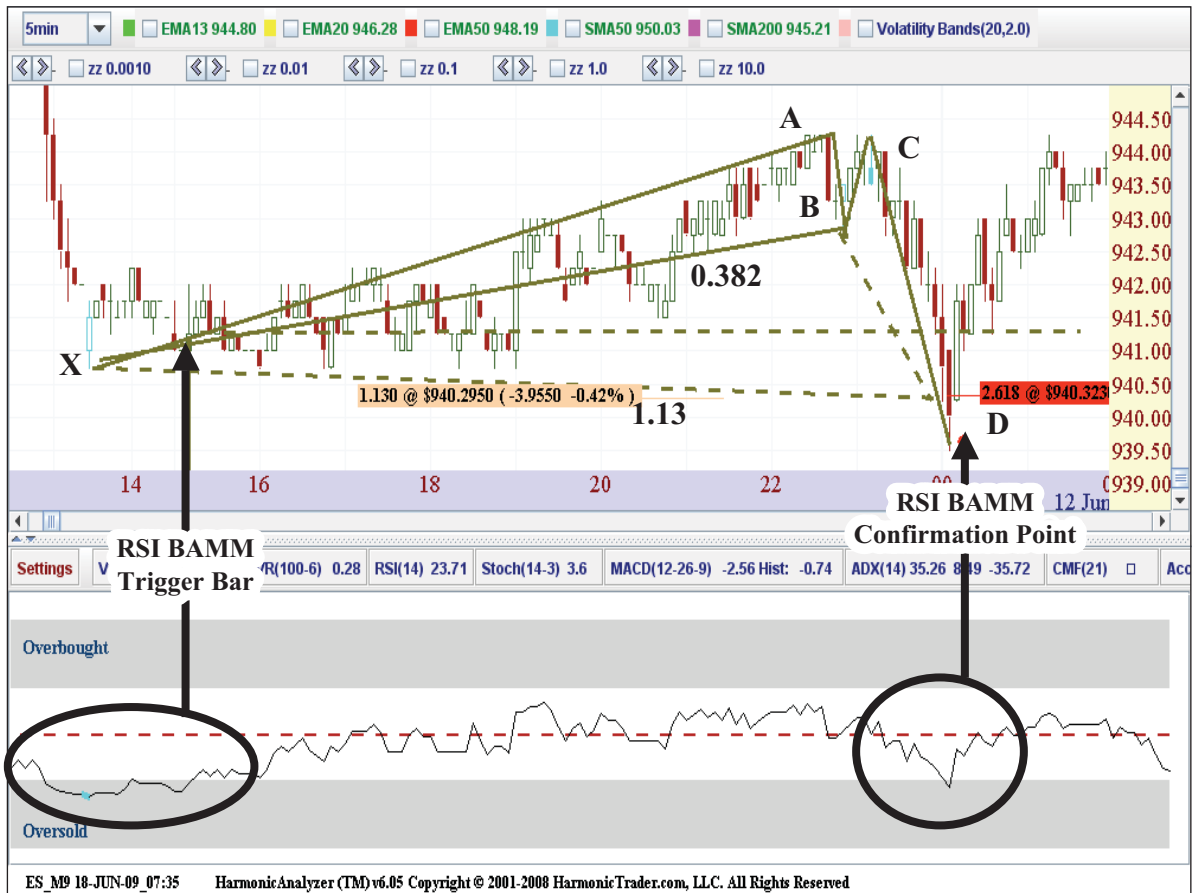 5min EMA13 944.80 EMA20 946.28 EMA50 948.19 SMA50 950.03 SMA200 945.21 Volatility Bands(20,2.0)
zz 0.0010 zz 0.01 zz 0.1 zz 1.0 zz 10.0
944.50
944.00
943.50
943.00
942.50
942.00
941.50
941.00
940.50
940.00
939.50
939.00
A
C
B
0.382
X
1.130 @ $940.2950 ( -3.9550 -0.42% )
1.13
2.618 @ $940.323
D
14 16 18 20 22
12 Jun
RSI BAMM
Trigger Bar
RSI BAMM
Confirmation Point
Settings V /R(100-6) 0.28 RSI(14) 23.71 Stoch(14-3) 3.6 MACD(12-26-9) -2.56 Hist: -0.74 ADX(14) 35.26 8.49 -35.72 CMF(21) Acc
Overbought
Oversold
ES_M9 18-JUN-09_07:35 HarmonicAnalyzer (TM) v6.05 Copyright © 2001-2008 HarmonicTrader.com, LLC. All Rights Reserved